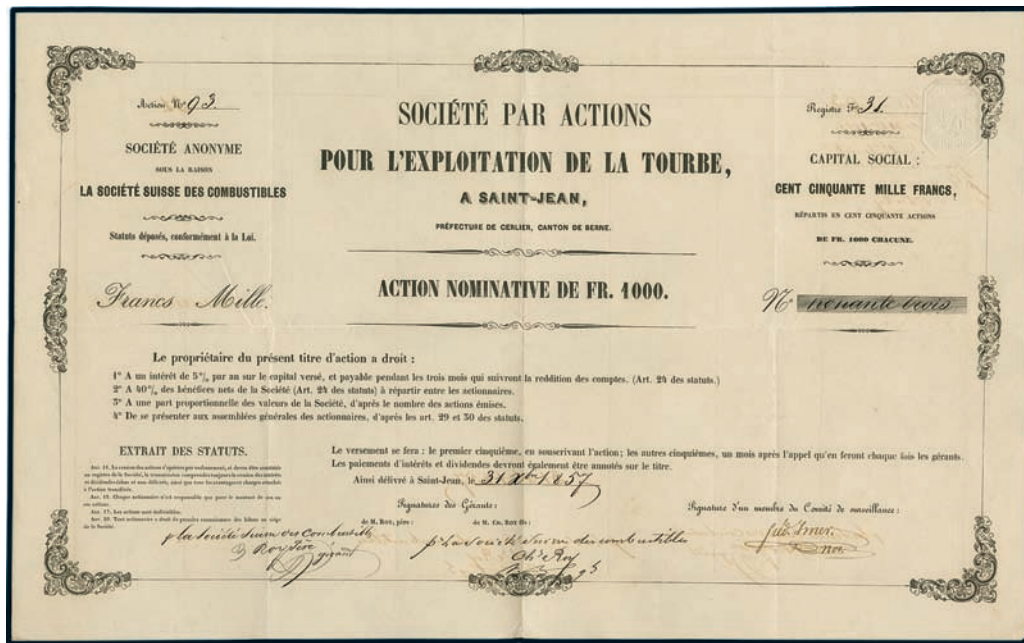 Action N° 93.
SOCIÉTÉ ANONYME
SOUS LA RAISON
LA SOCIÉTÉ SUISSE DES COMBUSTIBLES
Statuts déposés, conformément à la Loi.
Francs Mille.
SOCIÉTÉ PAR ACTIONS
POUR L'EXPLOITATION DE LA TOURBE,
A SAINT-JEAN,
PRÉFECTURE DE CERLIER, CANTON DE BERNE.
ACTION NOMINATIVE DE FR. 1000.
Registre F° 31.
CAPITAL SOCIAL :
CENT CINQUANTE MILLE FRANCS,
RÉPARTIS EN CENT CINQUANTE ACTIONS
DE FR. 1000 CHACUNE.
N° nonante trois
Le propriétaire du présent titre d'action a droit :
1° A un intérêt de 5% par an sur le capital versé, et payable pendant les trois mois qui suivront la reddition des comptes. (Art. 24 des statuts.)
2° A 40% des bénéfices nets de la Société (Art. 24 des statuts) à répartir entre les actionnaires.
3° A une part proportionnelle des valeurs de la Société, d'après le nombre des actions émises.
4° De se présenter aux assemblées générales des actionnaires, d'après les art. 29 et 30 des statuts.
EXTRAIT DES STATUTS.
Le versement se fera : le premier cinquième, en souscrivant l'action; les autres cinquièmes, un mois après l'appel qu'en feront chaque fois les gérants.
Les paiements d'intérêts et dividendes devront également être annotés sur le titre.
Ainsi délivré à Saint-Jean, le 31 Xbre 1857
Signatures des Gérants :
de M. ROY, père :
de M. CH. ROY fils :
Signature d'un membre du Comité de surveillance :
p la Société Suisse des Combustibles
Roy Père
gérant
p. La Société Suisse des combustibles
Chs Roy